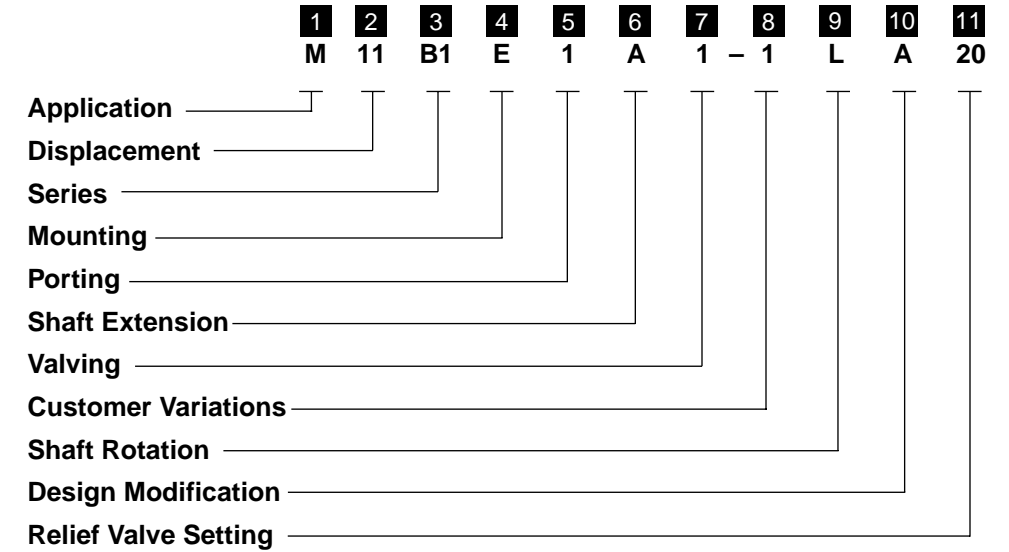 1 2 3 4 5 6 7 8 9 10 11
M 11 B1 E 1 A 1 – 1 L A 20
Application
Displacement
Series
Mounting
Porting
Shaft Extension
Valving
Customer Variations
Shaft Rotation
Design Modification
Relief Valve Setting